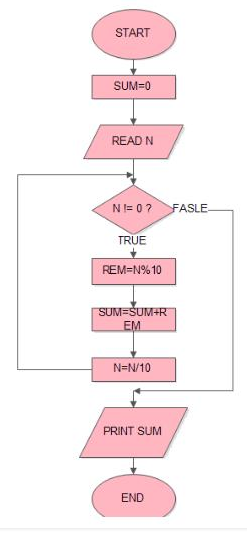 START
SUM=0
READ N
N != 0 ?
FASLE
TRUE
REM=N%10
SUM=SUM+R
EM
N=N/10
PRINT SUM
END